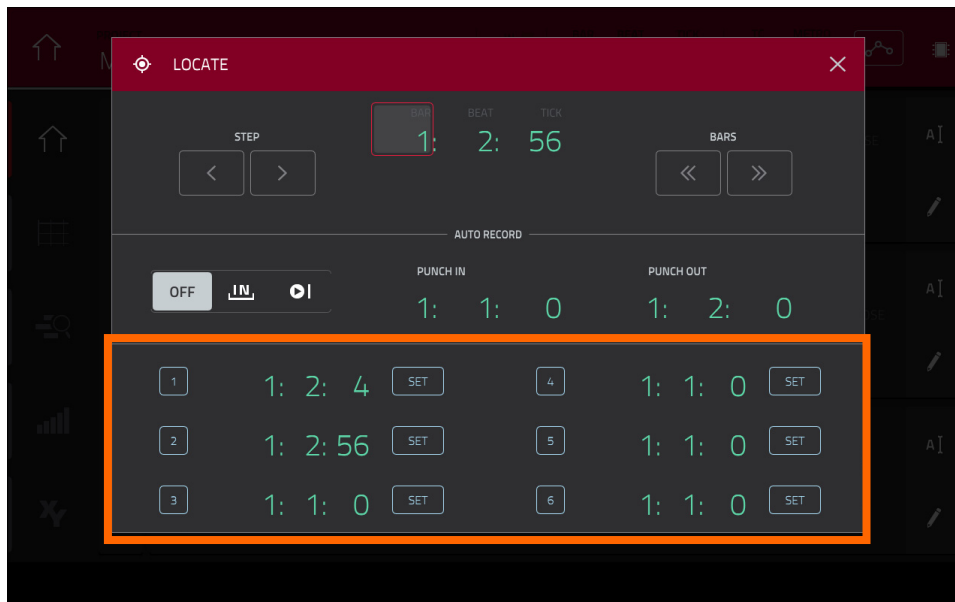 LOCATE
BAR BEAT TICK
1: 2: 56
STEP
BARS
AUTO RECORD
PUNCH IN
PUNCH OUT
OFF IN
1: 1: 0
1: 2: 0
1 1: 2: 4 SET
4 1: 1: 0 SET
2 1: 2: 56 SET
5 1: 1: 0 SET
3 1: 1: 0 SET
6 1: 1: 0 SET
A
A
A
XY